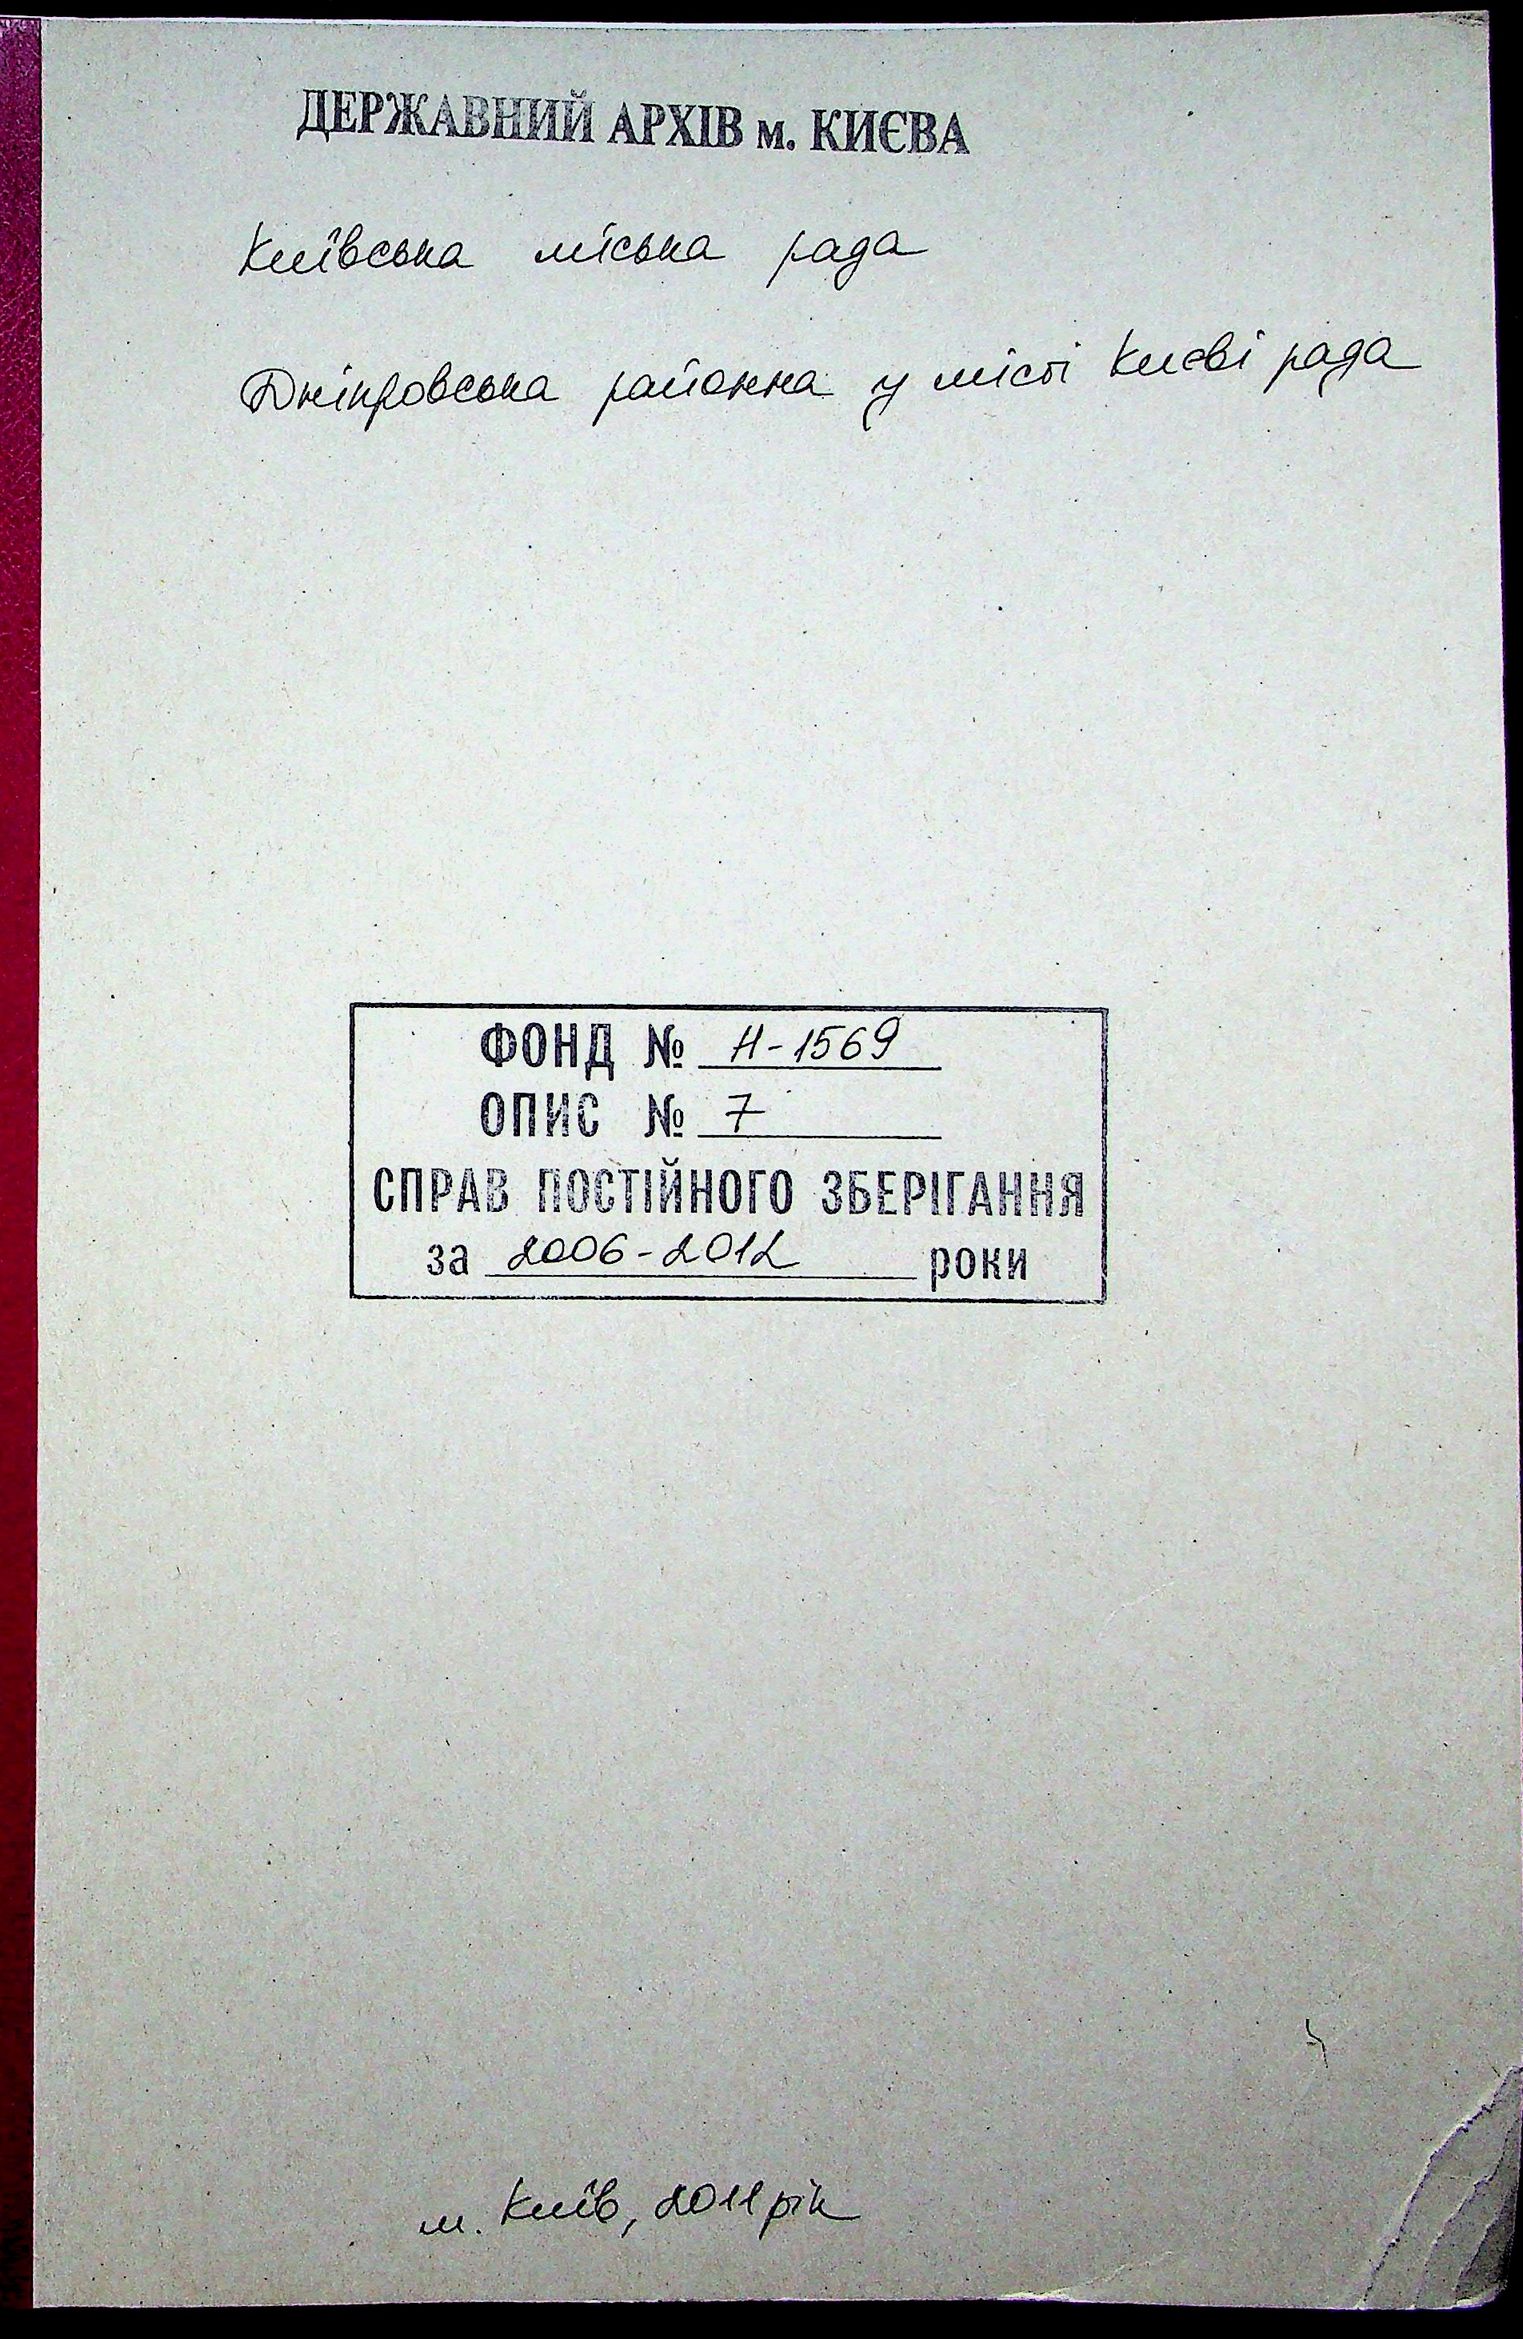 ДЕРЖАВНИЙ АРХІВ м. КИЄВА
Київська міська рада
Дніпровська районна у місті Києві рада
ФОНД № Н-1569
ОПИС № 7
СПРАВ ПОСТІЙНОГО ЗБЕРІГАННЯ
за 2006-2012 роки
м. Київ, 2011 рік